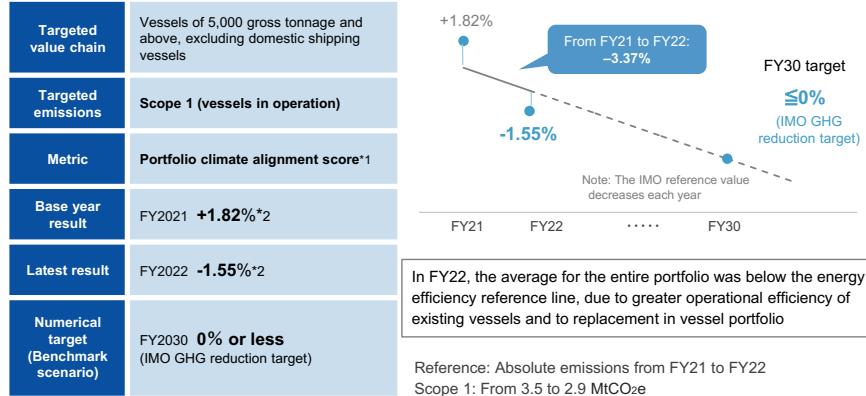 Targeted
value chain
Vessels of 5,000 gross tonnage and
above, excluding domestic shipping
vessels
Targeted
emissions
Scope 1 (vessels in operation)
Metric
Portfolio climate alignment score*1
Base year
result
FY2021 +1.82%*2
Latest result
FY2022 -1.55%*2
Numerical
target
(Benchmark
scenario)
FY2030 0% or less
(IMO GHG reduction target)
+1.82%
From FY21 to FY22:
–3.37%
-1.55%
FY30 target
≦0%
(IMO GHG
reduction target)
Note: The IMO reference value
decreases each year
FY21 FY22 ····· FY30
In FY22, the average for the entire portfolio was below the energy
efficiency reference line, due to greater operational efficiency of
existing vessels and to replacement in vessel portfolio
Reference: Absolute emissions from FY21 to FY22
Scope 1: From 3.5 to 2.9 MtCO2e